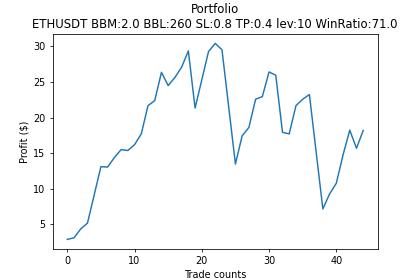 Portfolio
ETHUSDT BBM:2.0 BBL:260 SL:0.8 TP:0.4 lev:10 WinRatio:71.0
Profit ($)
30
25
20
15
10
5
0
10
20
30
40
Trade counts